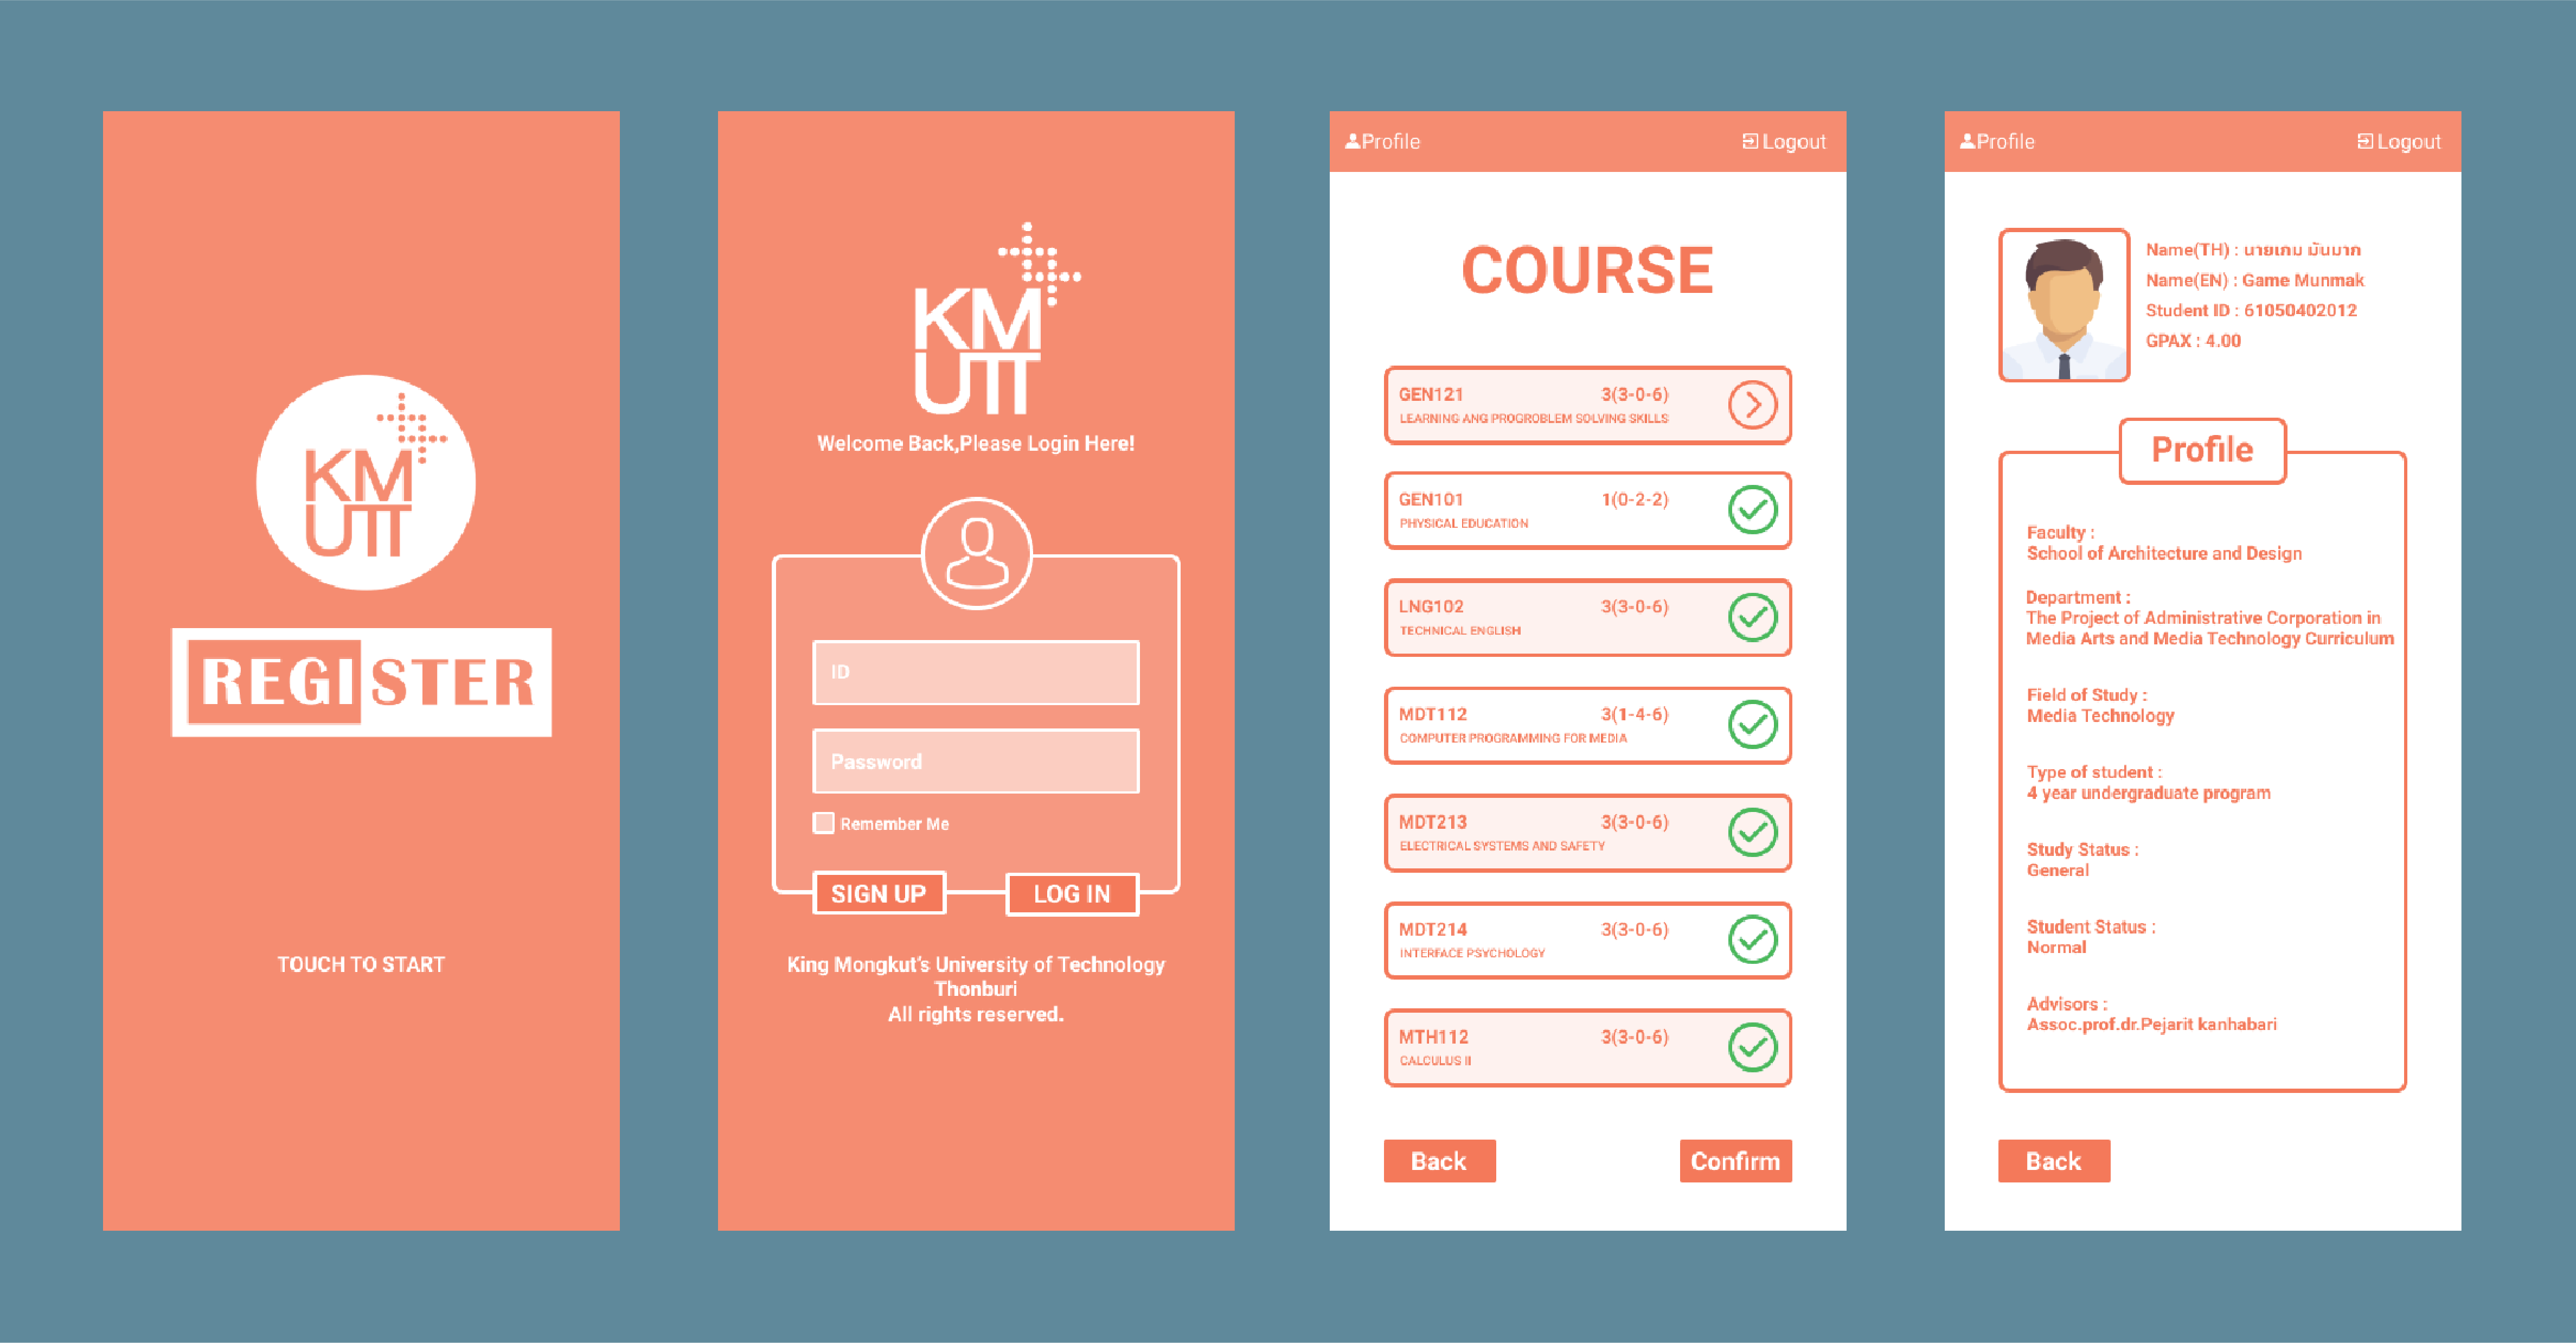 KM
UTT
REGISTER
TOUCH TO START
KM
UTT
Welcome Back,Please Login Here!
ID
Password
Remember Me
SIGN UP
LOG IN
King Mongkut's University of Technology
Thonburi
All rights reserved.
Profile
Logout
COURSE
GEN121 3(3-0-6)
LEARNING ANG PROGROBLEM SOLVING SKILLS
GEN101 1(0-2-2)
PHYSICAL EDUCATION
LNG102 3(3-0-6)
TECHNICAL ENGLISH
MDT112 3(1-4-6)
COMPUTER PROGRAMMING FOR MEDIA
MDT213 3(3-0-6)
ELECTRICAL SYSTEMS AND SAFETY
MDT214 3(3-0-6)
INTERFACE PSYCHOLOGY
MTH112 3(3-0-6)
CALCULUS II
Back
Confirm
Profile
Logout
Name(TH) : นายเกม มันมาก
Name(EN) : Game Munmak
Student ID : 61050402012
GPAX : 4.00
Profile
Faculty :
School of Architecture and Design
Department :
The Project of Administrative Corporation in
Media Arts and Media Technology Curriculum
Field of Study :
Media Technology
Type of student :
4 year undergraduate program
Study Status :
General
Student Status :
Normal
Advisors :
Assoc.prof.dr.Pejarit kanhabari
Back